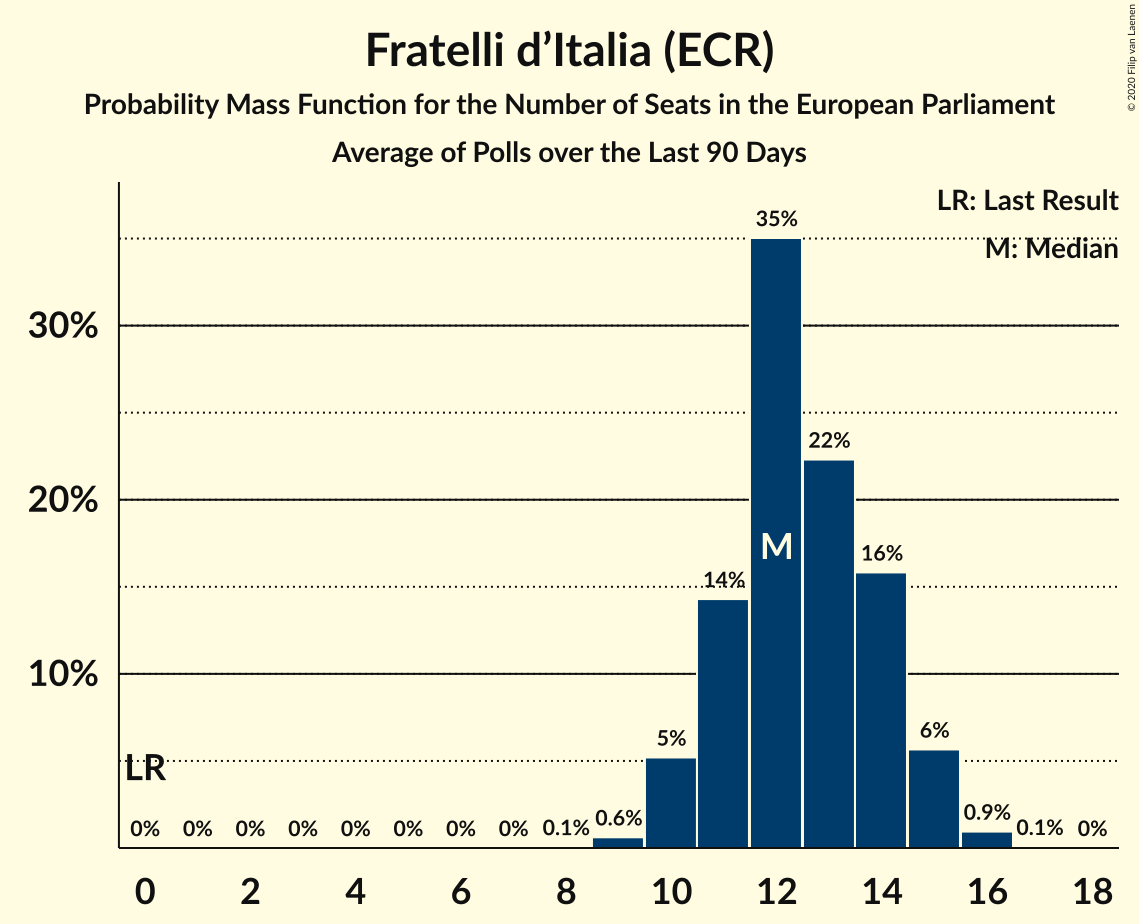 Fratelli d’Italia (ECR)
Probability Mass Function for the Number of Seats in the European Parliament
Average of Polls over the Last 90 Days
© 2020 Filip van Laenen
LR: Last Result
M: Median
35%
30%
22%
20%
M
16%
14%
10%
6%
5%
LR
0% 0% 0% 0% 0% 0% 0% 0% 0.1% 0.6% 0.9% 0.1% 0%
0 2 4 6 8 10 12 14 16 18